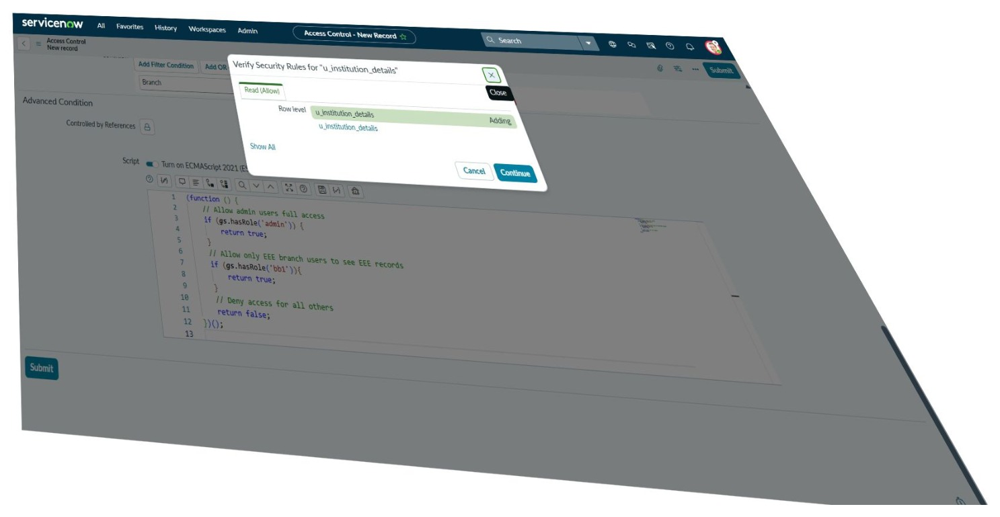 servicenow All Favorites History Workspaces Admin Access Control - New Record Search
Access Control
New record
Submit
Add Filter Condition Add OR
Branch
Verify Security Rules for "u_institution_details"
Close
Read (Allow)
Row level u_institution_details Adding
u_institution_details
Show All
Cancel Continue
Advanced Condition
Controlled by References
Script Turn on ECMAScript 2021
1 (function () {
2 // Allow admin users full access
3 if (gs.hasRole('admin')) {
4 return true;
5 }
6 // Allow only EEE branch users to see EEE records
7 if (gs.hasRole('bb1')){
8 return true;
9 }
10 // Deny access for all others
11 return false;
12 })();
13
Submit